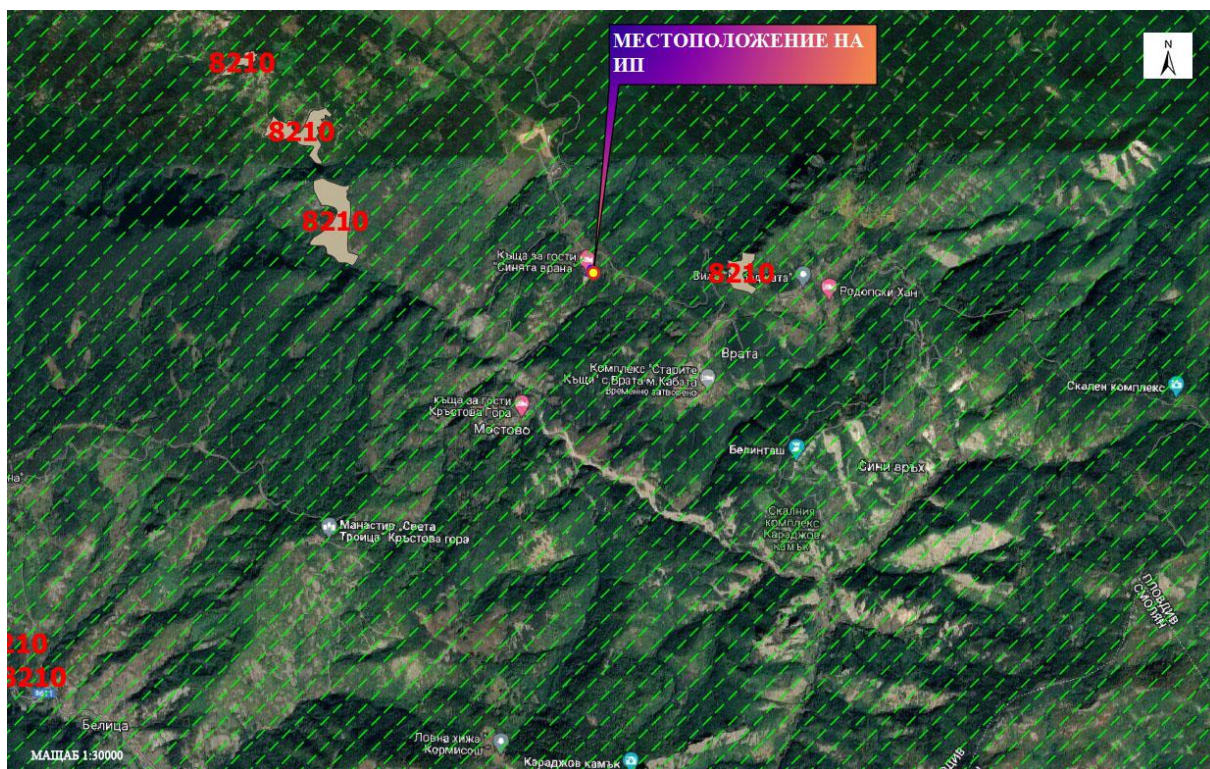 МЕСТОПОЛОЖЕНИЕ НА
ИП
N
8210
8210
8210
Къща за гости
"Синята врана"
8210
Родопски Хан
Врата
Комплекс "Старите
Къщи" с.Врата м.Кабата
Временно затворено
Скален комплекс
къща за гости
Кръстова Гора
Мостово
Белинташ
Сини връх
Скалния
комплекс
Караджов
камък
Манастир „Света
Троица" Кръстова гора
ПЛОВДИВ
СМОЛЯН
210
8210
Белица
Ловна хижа
Кормисош
Караджов камък
МАЩАБ 1:30000